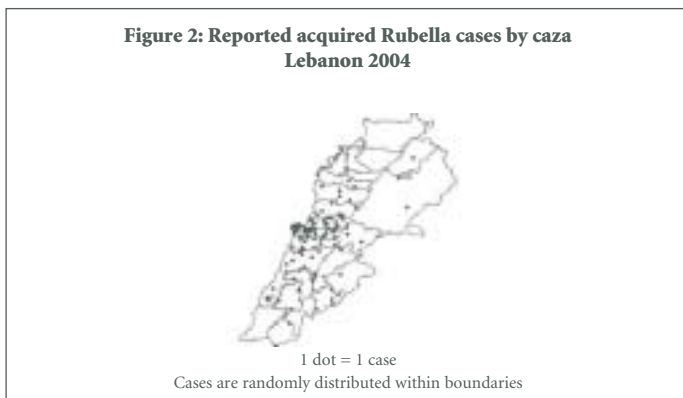 Figure 2: Reported acquired Rubella cases by caza
Lebanon 2004
1 dot = 1 case
Cases are randomly distributed within boundaries